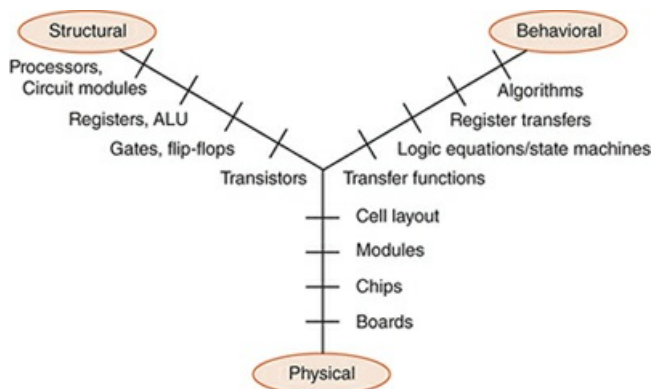 Structural
Behavioral
Processors,
Circuit modules
Algorithms
Registers, ALU
Register transfers
Gates, flip-flops
Logic equations/state machines
Transistors
Transfer functions
Cell layout
Modules
Chips
Boards
Physical